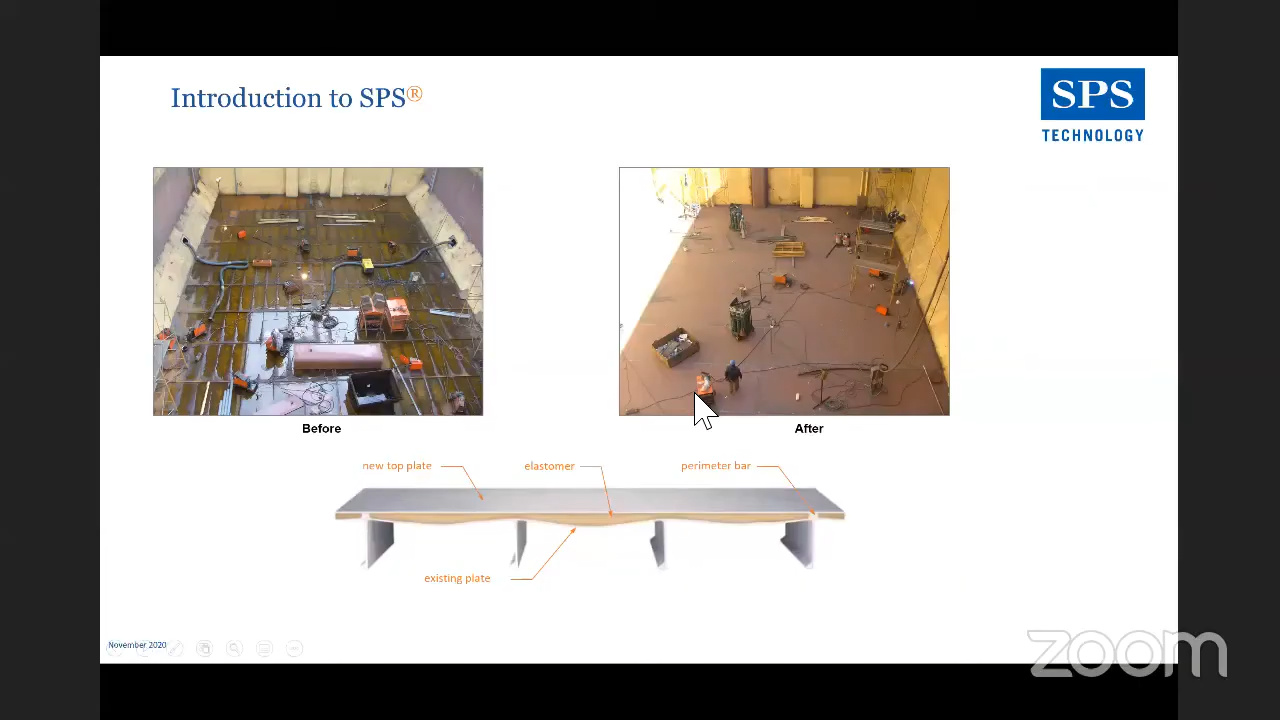 Introduction to SPS®
SPS
TECHNOLOGY
Before
After
new top plate
elastomer
perimeter bar
existing plate
November 2020
zoom